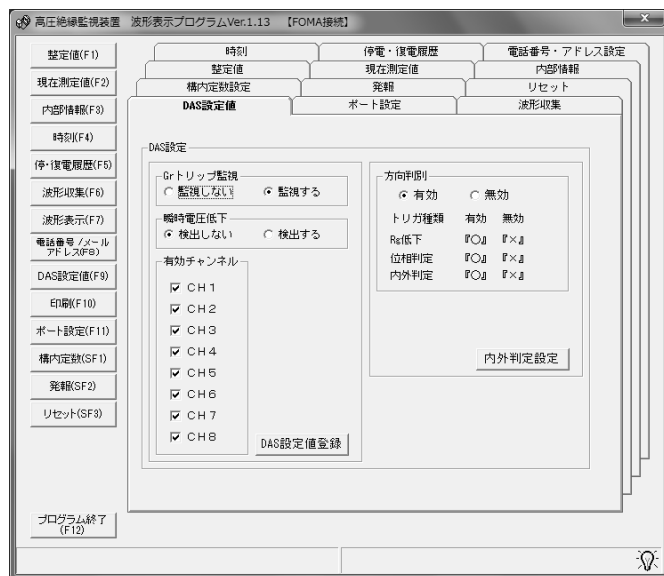 高圧絶縁監視装置 波形表示プログラムVer.1.13 【FOMA接続】
整定値(F1)
現在測定値(F2)
内部情報(F3)
時刻(F4)
停・復電履歴(F5)
波形収集(F6)
波形表示(F7)
電話番号/メール
アドレス(F8)
DAS設定値(F9)
印刷(F10)
ポート設定(F11)
構内定数(SF1)
発報(SF2)
リセット(SF3)
プログラム終了
(F12)
時刻 停電・復電履歴 電話番号・アドレス設定
整定値 現在測定値 内部情報
構内定数設定 発報 リセット
DAS設定値 ポート設定 波形収集
DAS設定
Grトリップ監視
監視しない 監視する
瞬時電圧低下
検出しない 検出する
有効チャンネル
CH1
CH2
CH3
CH4
CH5
CH6
CH7
CH8
DAS設定値登録
方向判別
有効 無効
トリガ種類 有効 無効
Rg低下 『○』 『×』
位相判定 『○』 『×』
内外判定 『○』 『×』
内外判定設定